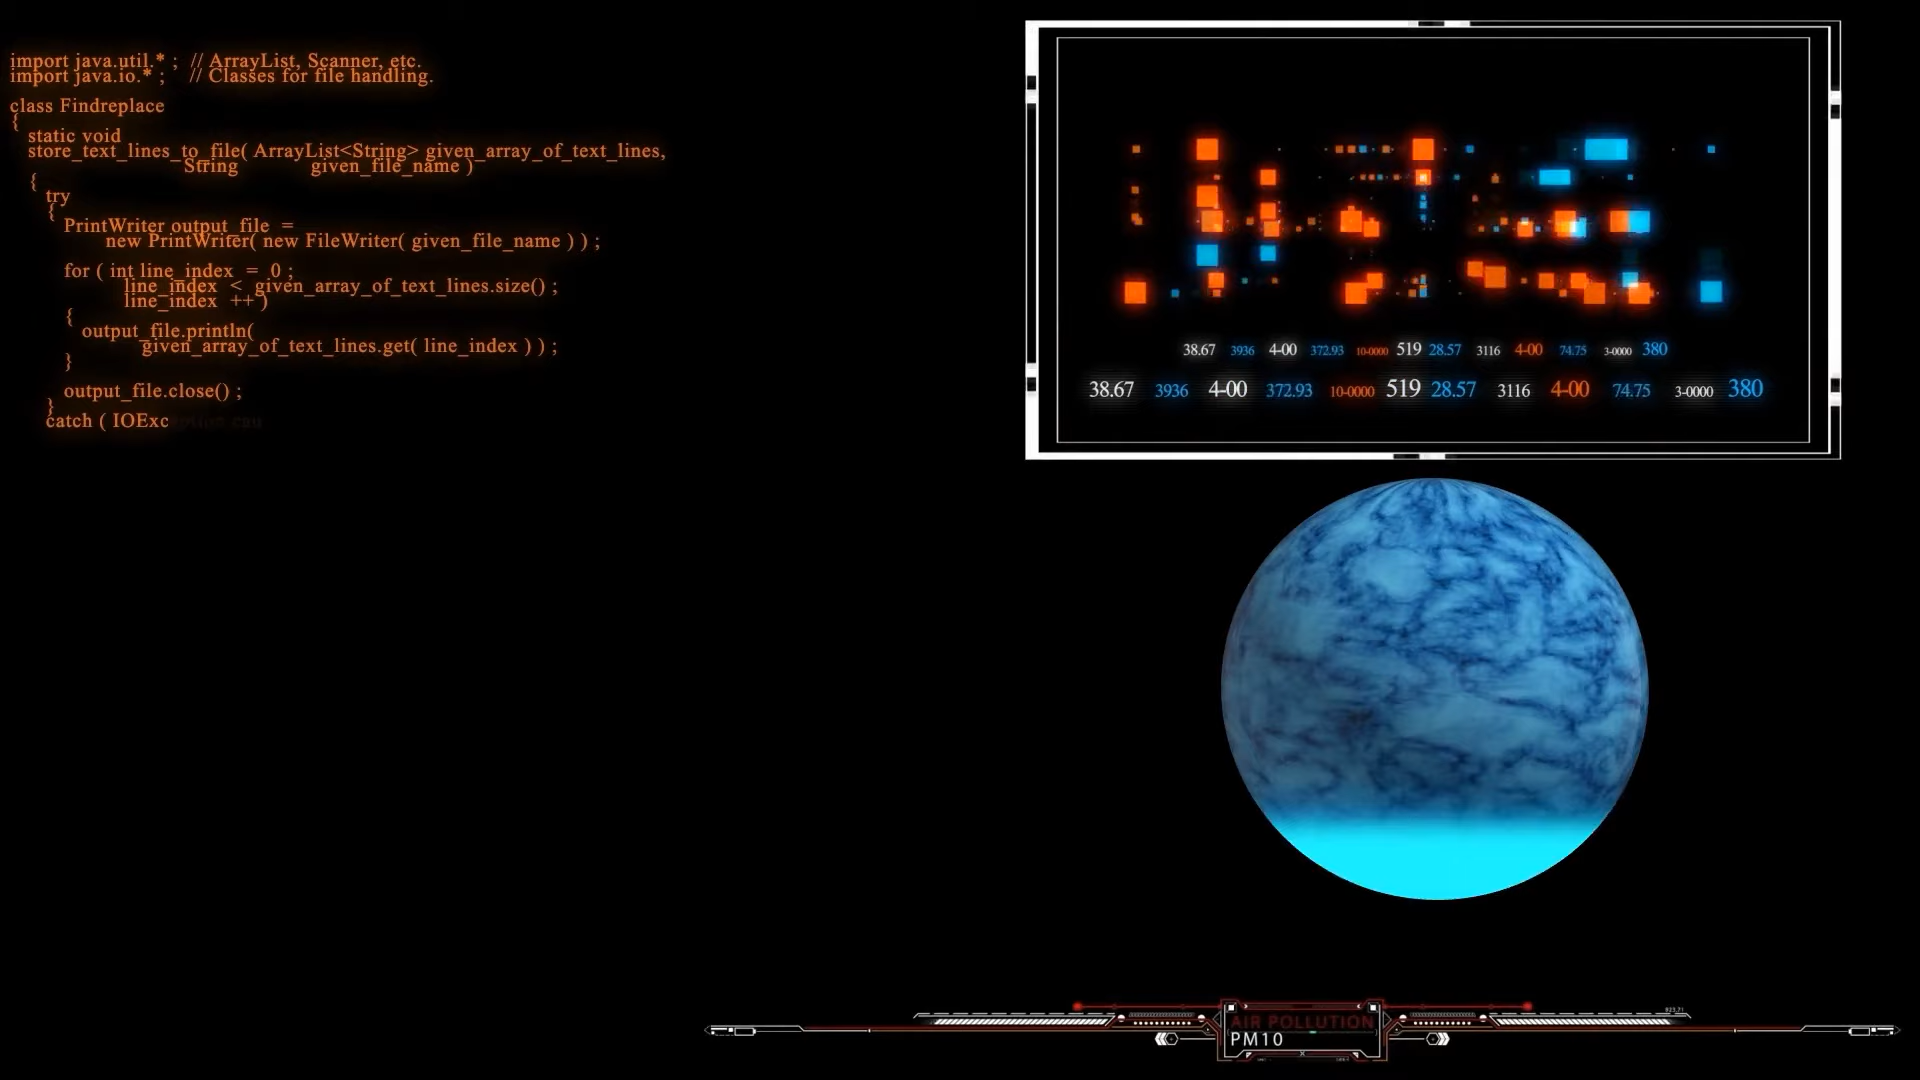 import java.util.* ;  // ArrayList, Scanner, etc.
import java.io.* ;    // Classes for file handling.
class Findreplace
{
static void
store_text_lines_to_file( ArrayList<String> given_array_of_text_lines,
String given_file_name )
{
try
{
PrintWriter output_file =
new PrintWriter( new FileWriter( given_file_name ) ) ;
for ( int line_index = 0 ;
line_index < given_array_of_text_lines.size() ;
line_index ++ )
{
output_file.println(
given_array_of_text_lines.get( line_index ) ) ;
}
output_file.close() ;
}
catch ( IOExc
38.67 3936 4-00 372.93 10-0000 519 28.57 3116 4-00 74.75 3-0000 380
38.67 3936 4-00 372.93 10-0000 519 28.57 3116 4-00 74.75 3-0000 380
AIR POLLUTION
PM10